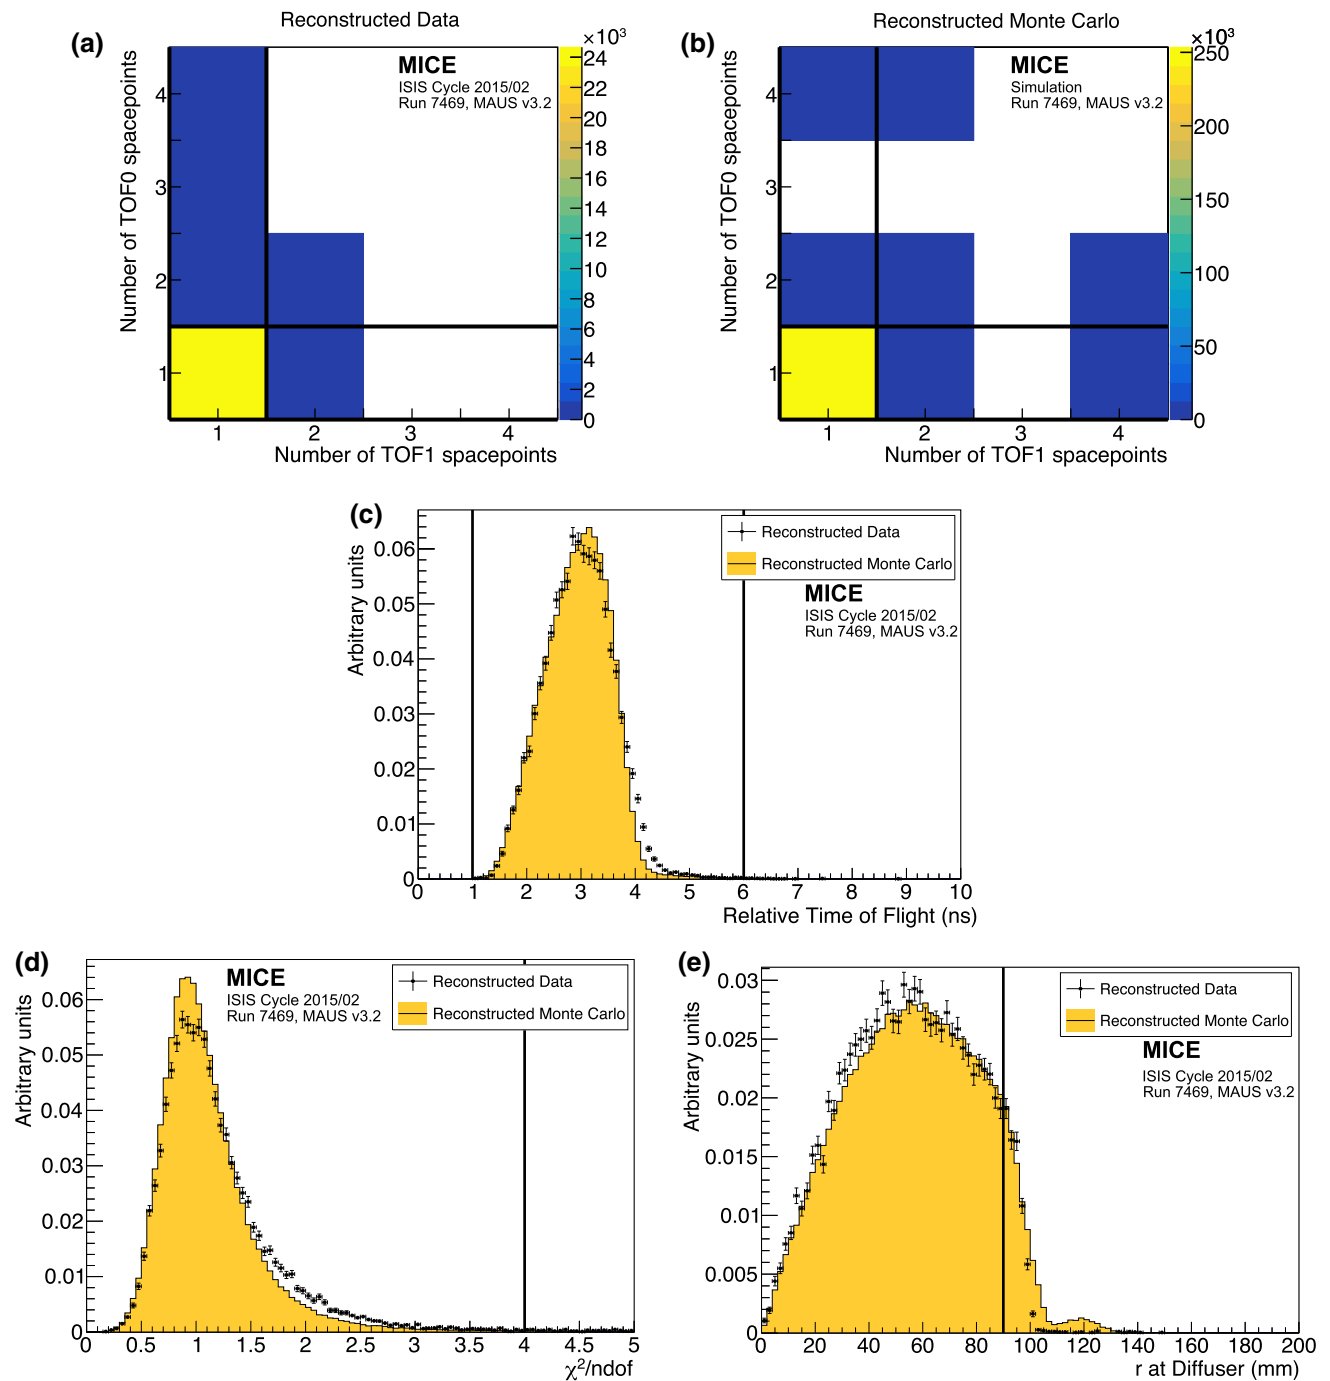 Reconstructed Data
(a)
Number of TOF0 spacepoints
4
3
2
1
MICE
ISIS Cycle 2015/02
Run 7469, MAUS v3.2
×10³
24
22
20
18
16
14
12
10
8
6
4
2
0
1 2 3 4
Number of TOF1 spacepoints
Reconstructed Monte Carlo
(b)
Number of TOF0 spacepoints
4
3
2
1
MICE
Simulation
Run 7469, MAUS v3.2
×10³
250
200
150
100
50
0
1 2 3 4
Number of TOF1 spacepoints
(c)
Arbitrary units
0.06
0.05
0.04
0.03
0.02
0.01
0
Reconstructed Data
Reconstructed Monte Carlo
MICE
ISIS Cycle 2015/02
Run 7469, MAUS v3.2
0 1 2 3 4 5 6 7 8 9 10
Relative Time of Flight (ns)
(d)
Arbitrary units
0.06
0.05
0.04
0.03
0.02
0.01
0
MICE
ISIS Cycle 2015/02
Run 7469, MAUS v3.2
Reconstructed Data
Reconstructed Monte Carlo
0 0.5 1 1.5 2 2.5 3 3.5 4 4.5 5
χ²/ndof
(e)
Arbitrary units
0.03
0.025
0.02
0.015
0.01
0.005
0
Reconstructed Data
Reconstructed Monte Carlo
MICE
ISIS Cycle 2015/02
Run 7469, MAUS v3.2
0 20 40 60 80 100 120 140 160 180 200
r at Diffuser (mm)